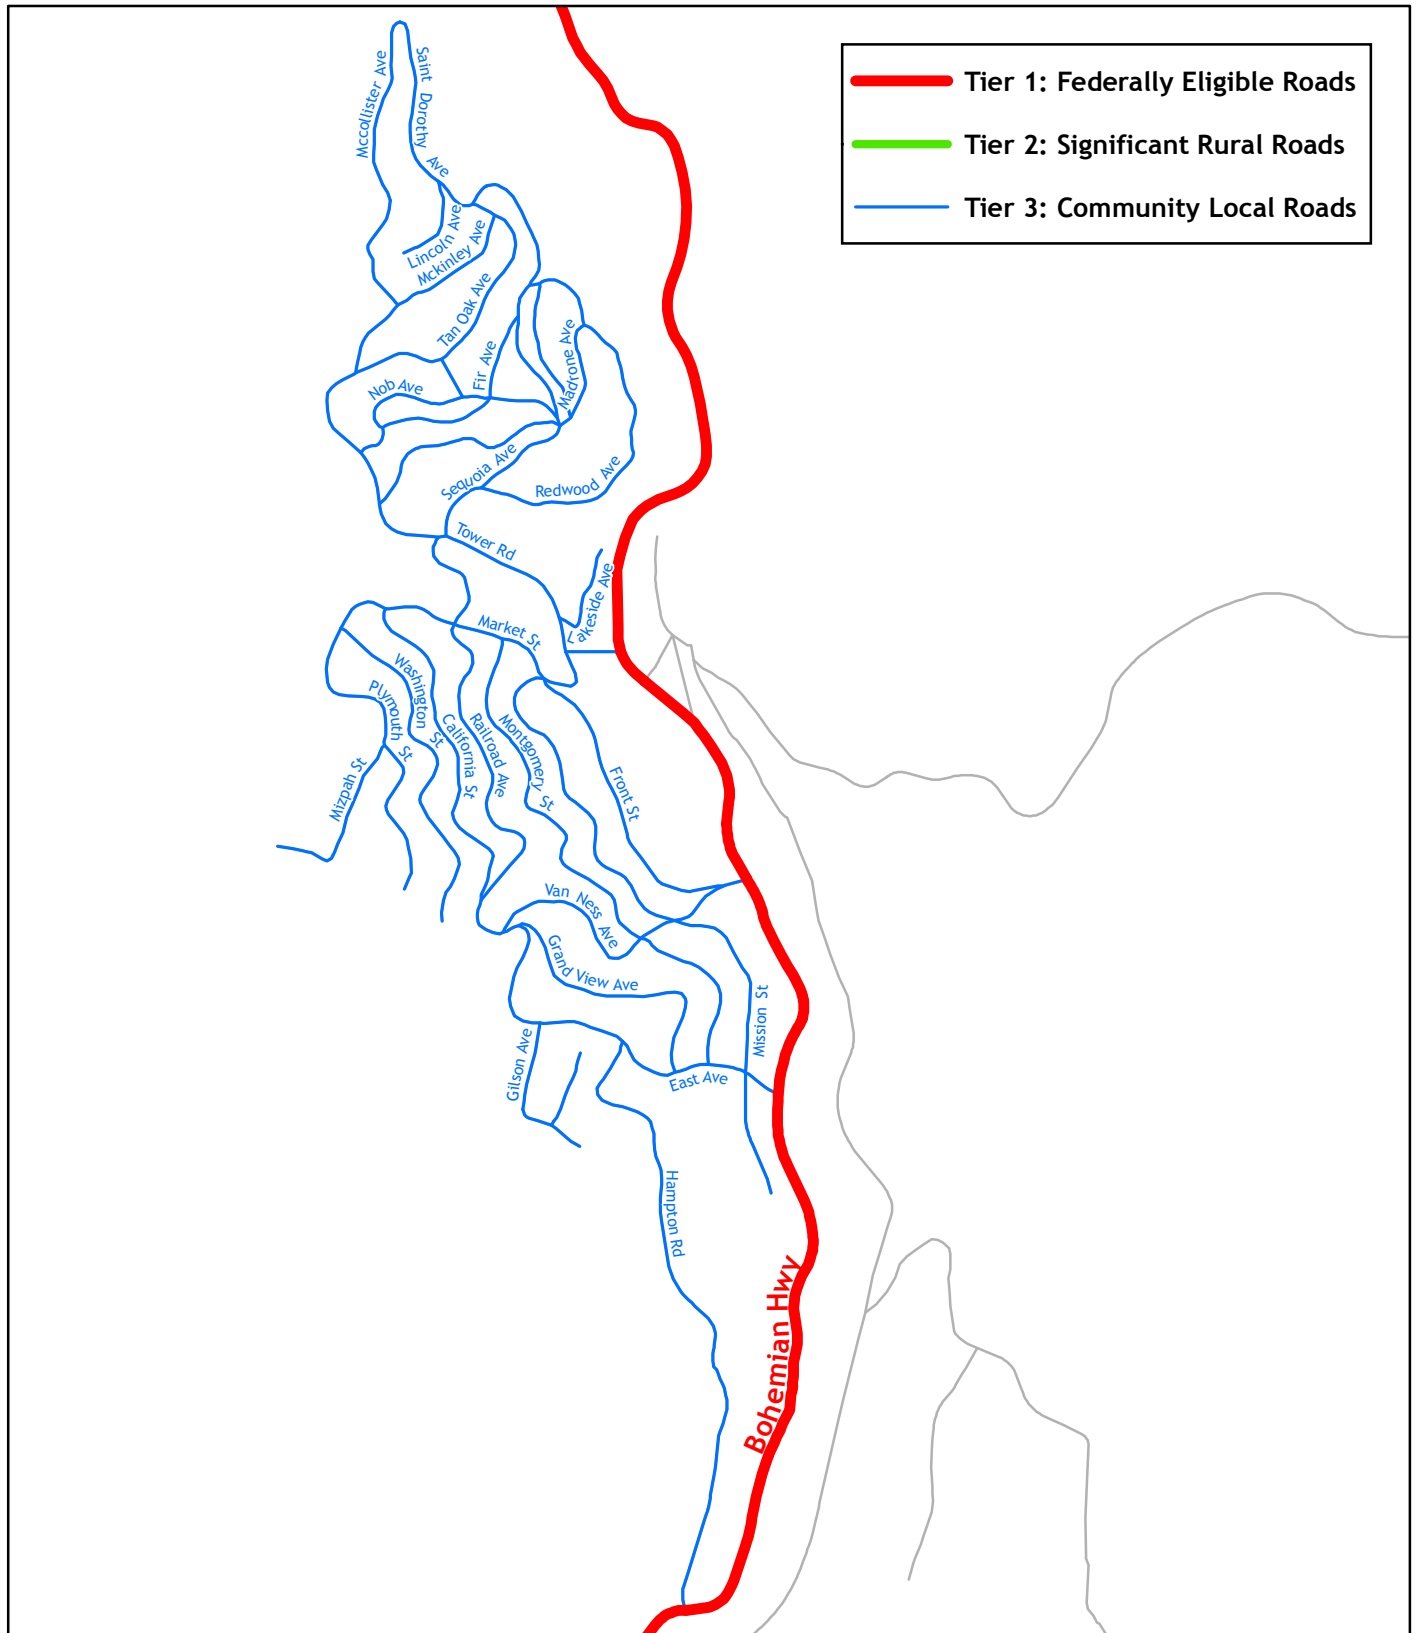 Tier 1: Federally Eligible Roads
Tier 2: Significant Rural Roads
Tier 3: Community Local Roads
Mccollister Ave
Saint Dorothy Ave
Lincoln Ave
Mckinley Ave
Tan Oak Ave
Fir Ave
Madrone Ave
Nob Ave
Sequoia Ave
Redwood Ave
Tower Rd
Lakeside Ave
Market St
Washington St
Plymouth St
California St
Railroad Ave
Montgomery St
Front St
Mizpah St
Van Ness Ave
Grand View Ave
Mission St
Gilson Ave
East Ave
Hampton Rd
Bohemian Hwy